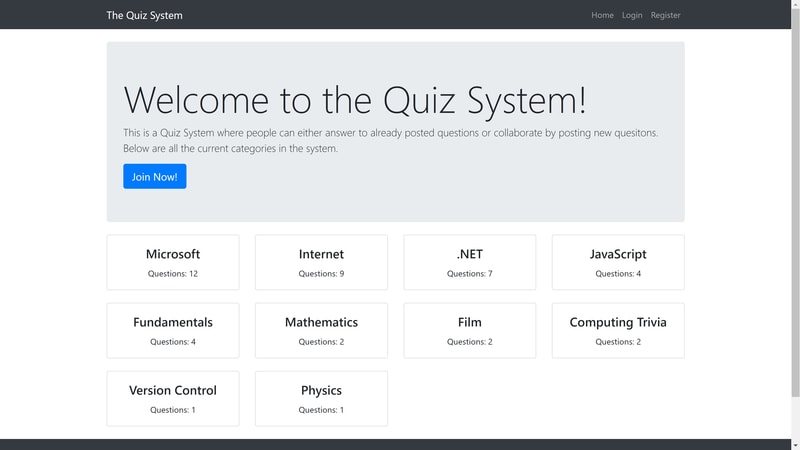 The Quiz System
Home Login Register
Welcome to the Quiz System!
This is a Quiz System where people can either answer to already posted questions or collaborate by posting new quesitons.
Below are all the current categories in the system.
Join Now!
Microsoft Internet .NET JavaScript
Questions: 12 Questions: 9 Questions: 7 Questions: 4
Fundamentals Mathematics Film Computing Trivia
Questions: 4 Questions: 2 Questions: 2 Questions: 2
Version Control Physics
Questions: 1 Questions: 1